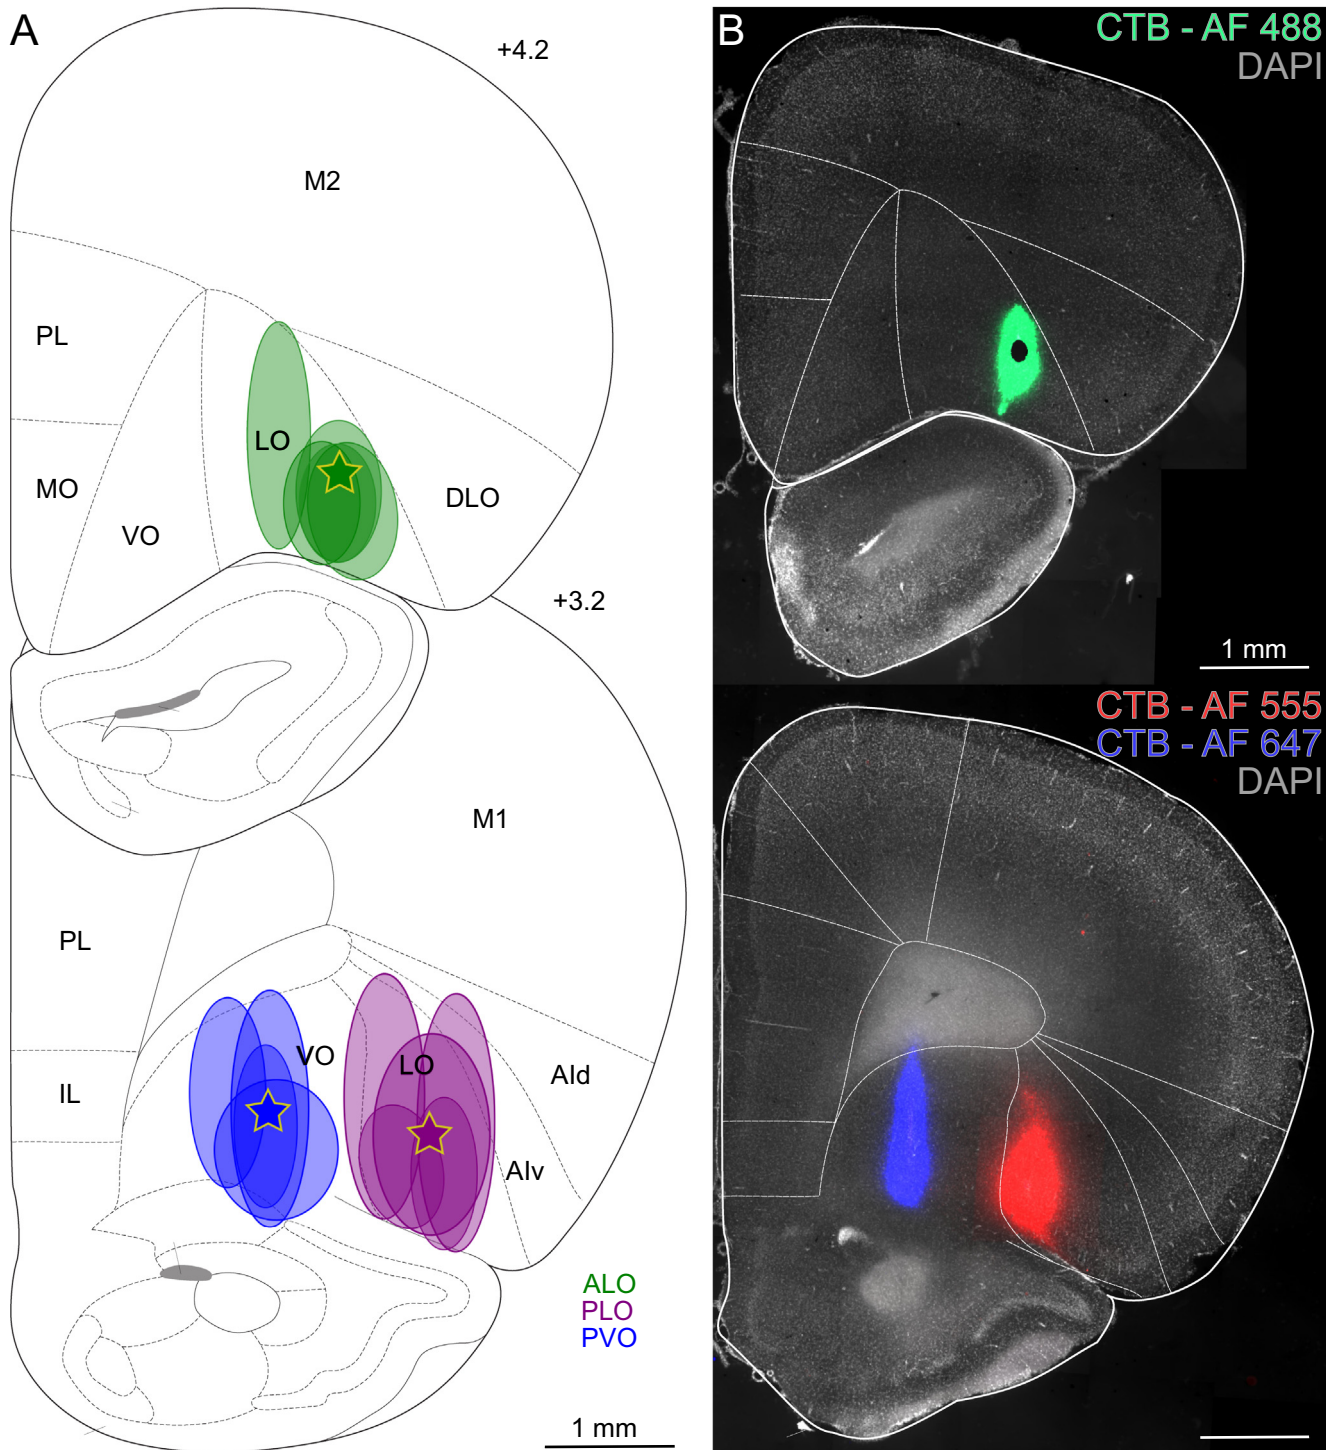 A
+4.2
M2
PL
LO
MO
DLO
VO
+3.2
M1
PL
VO
LO
AId
IL
AIv
ALO
PLO
PVO
1 mm
B
CTB - AF 488
DAPI
1 mm
CTB - AF 555
CTB - AF 647
DAPI